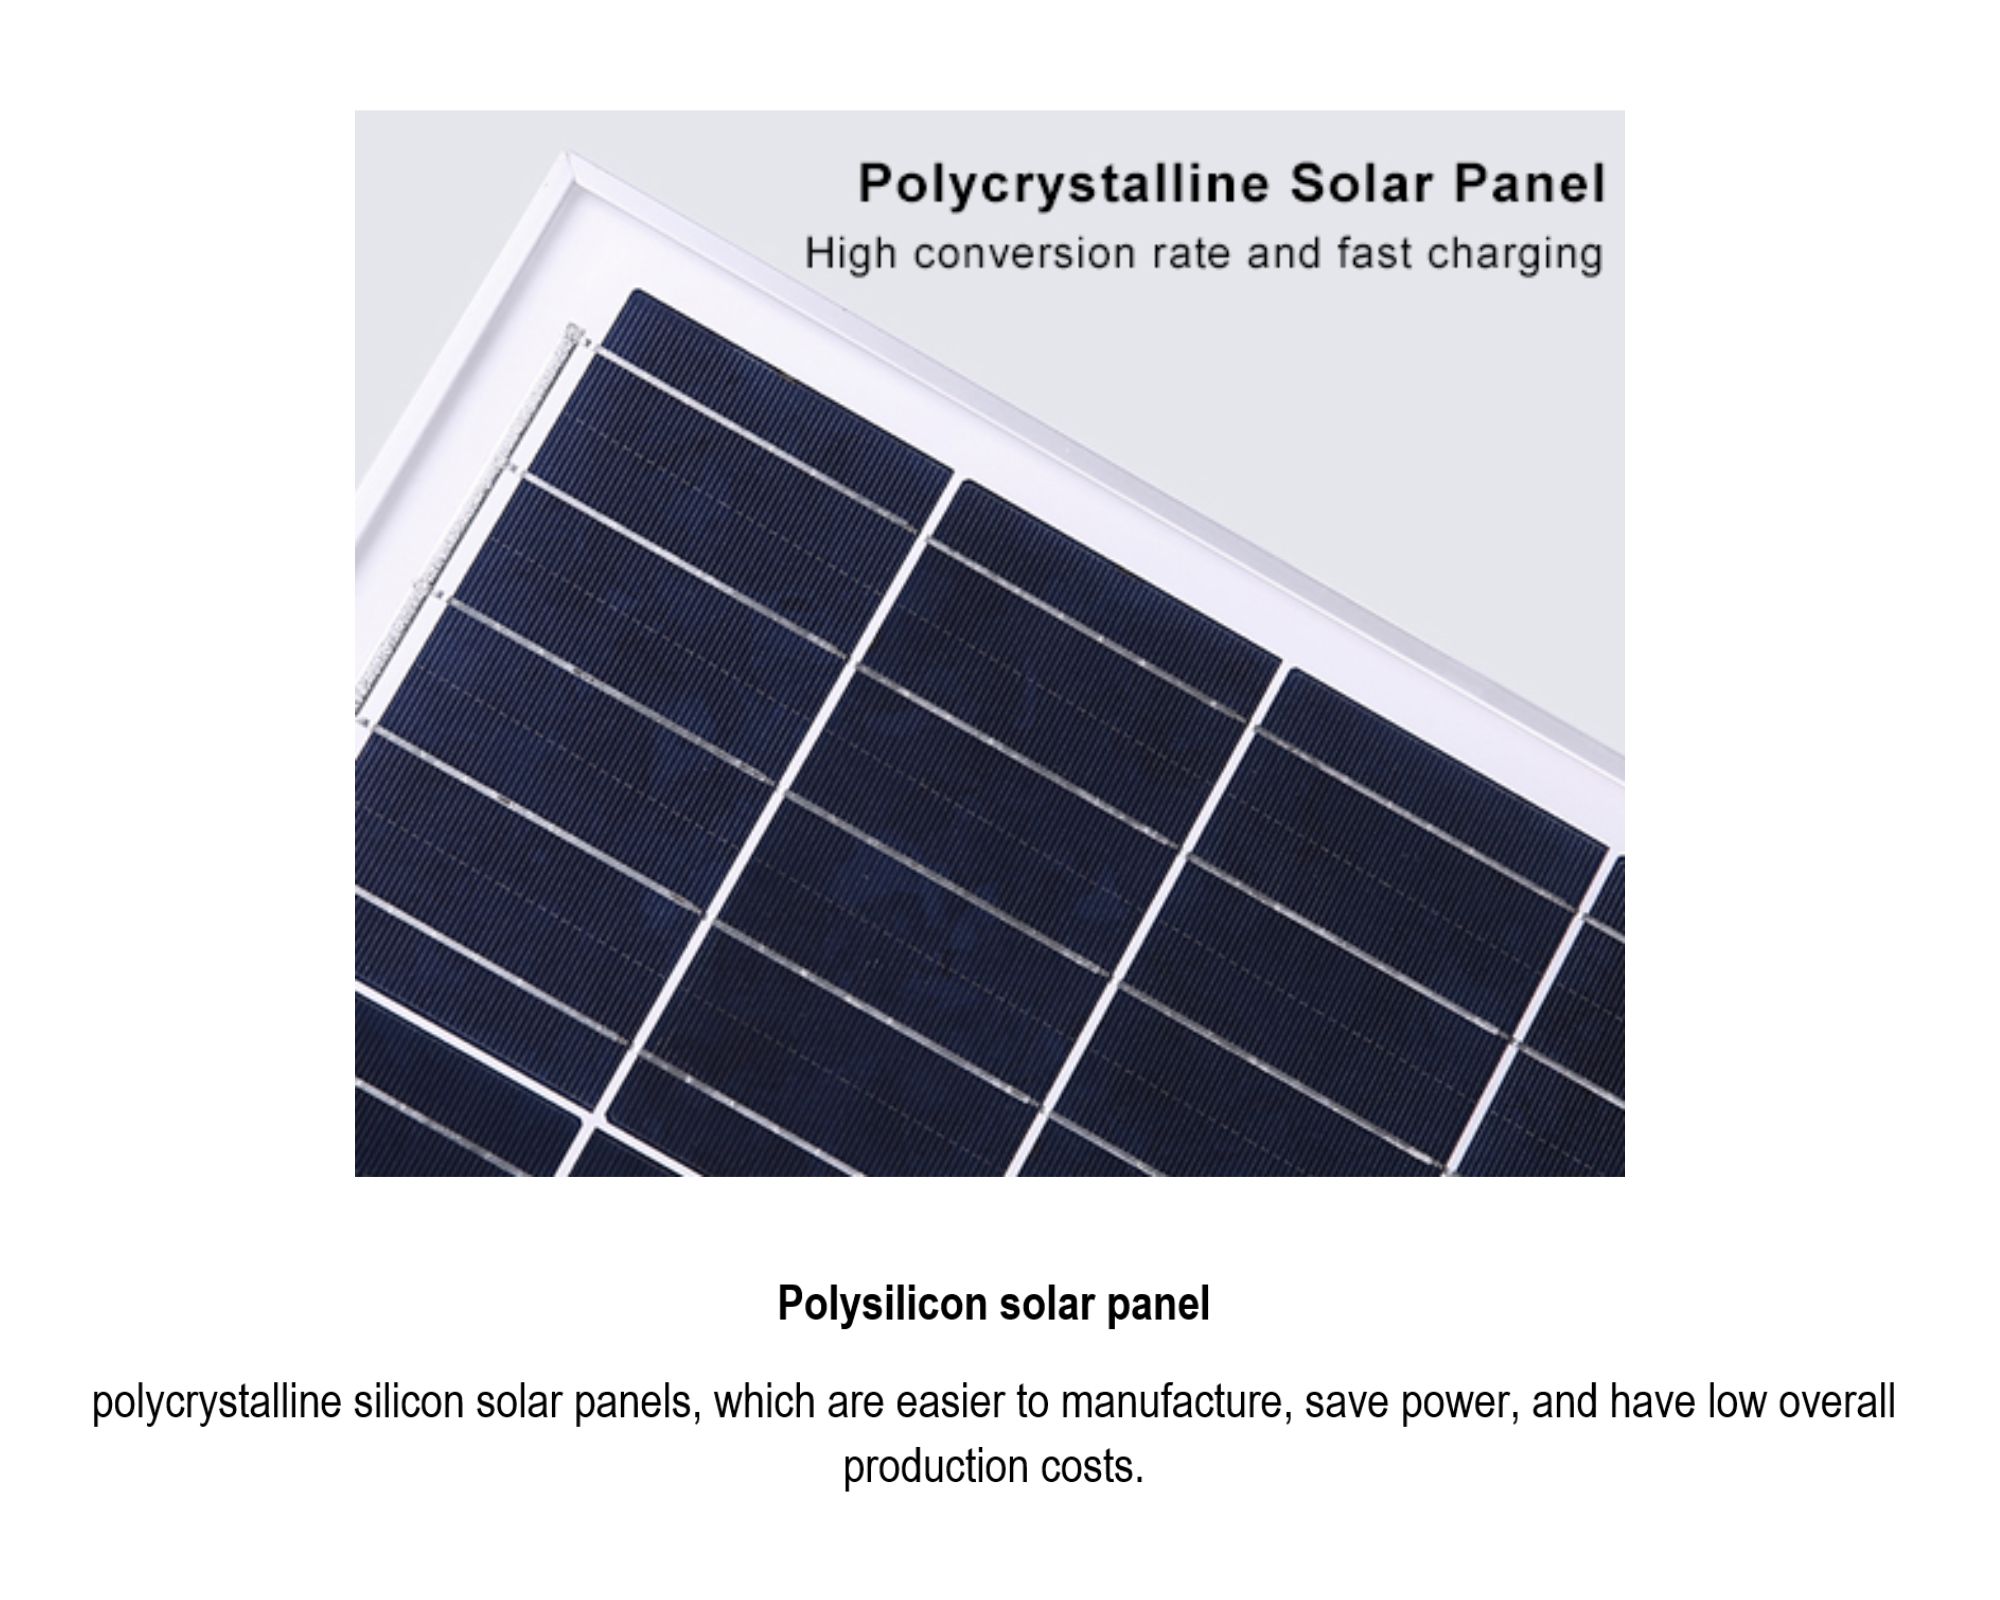 Polycrystalline Solar Panel
High conversion rate and fast charging
Polysilicon solar panel
polycrystalline silicon solar panels, which are easier to manufacture, save power, and have low overall
production costs.